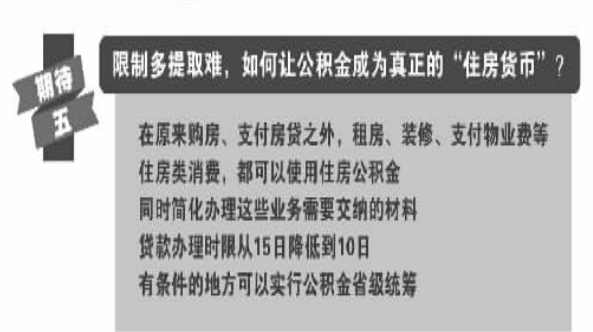 期待
五
限制多提取难，如何让公积金成为真正的“住房货币”？
在原来购房、支付房贷之外，租房、装修、支付物业费等
住房类消费，都可以使用住房公积金
同时简化办理这些业务需要交纳的材料
贷款办理时限从15日降低到10日
有条件的地方可以实行公积金省级统筹